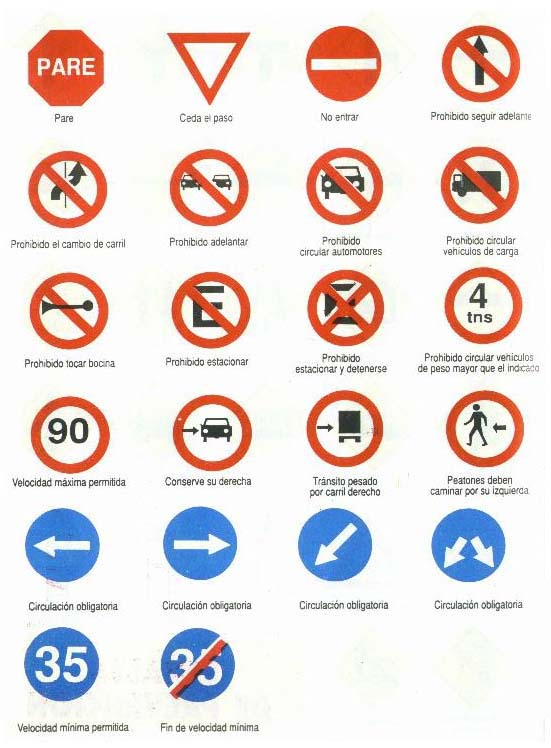 PARE
Pare
Ceda el paso
No entrar
Prohibido seguir adelante
Prohibido el cambio de carril
Prohibido adelantar
Prohibido
circular automotores
Prohibido circular
vehículos de carga
Prohibido toçar bocina
E
Prohibido estacionar
E
Prohibido
estacionar y detenerse
4
tns
Prohibido circular vehículos
de peso mayor que el indicado
90
Velocidad máxima permitida
Conserve su derecha
Tránsito pesado
por carril derecho
Peatones deben
caminar por su izquierda
Circulación obligatoria
Circulación obligatoria
Circulación obligatoria
Circulación obligatoria
35
Velocidad mínima permitida
35
Fin de velocidad mínima